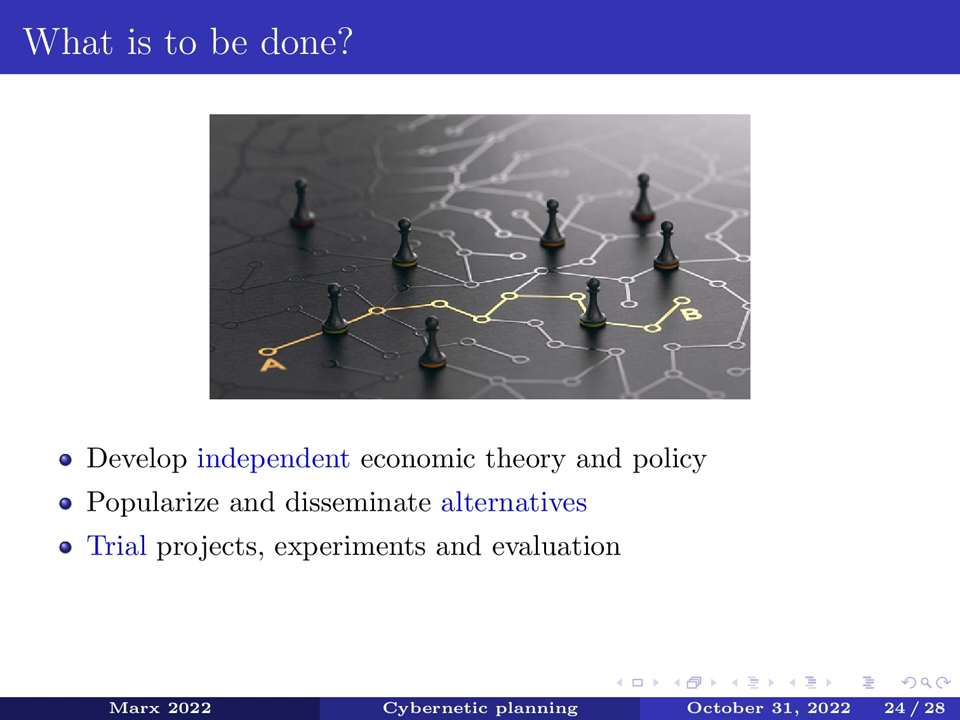 What is to be done?
A
B
Develop independent economic theory and policy
Popularize and disseminate alternatives
Trial projects, experiments and evaluation
Marx 2022 Cybernetic planning October 31, 2022 24 / 28